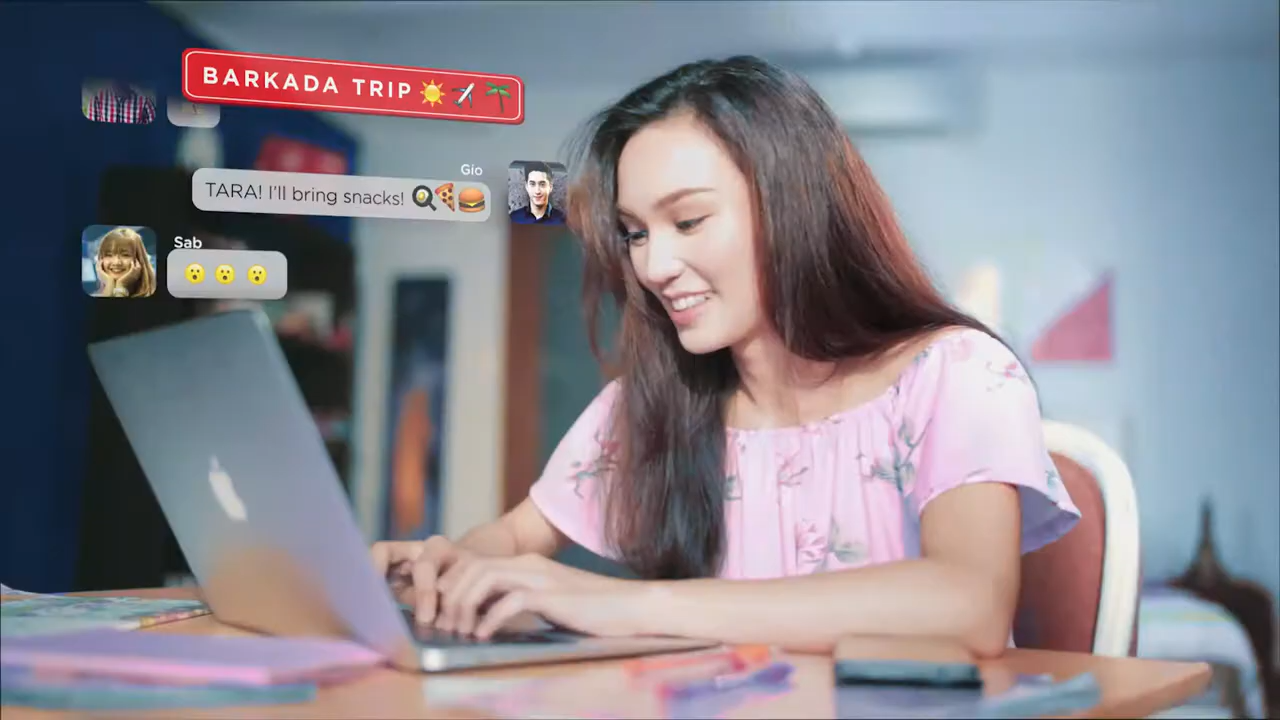 BARKADA TRIP ☀️✈️🌴
Gio
TARA! I'll bring snacks! 🍳🍕🍔
Sab
😮 😮 😮